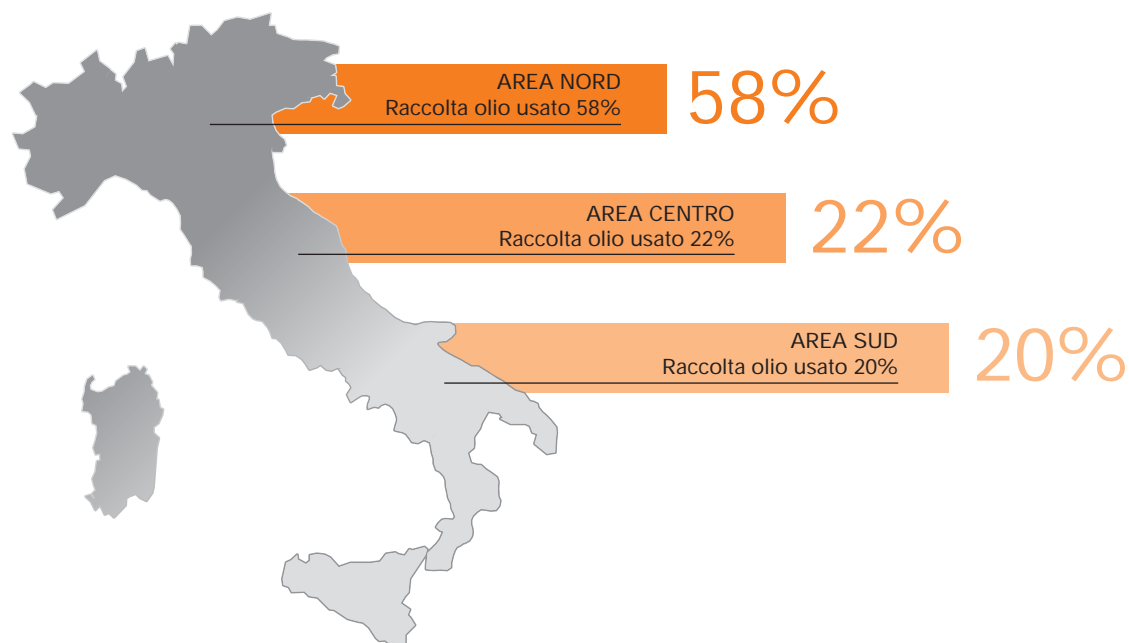 AREA NORD
Raccolta olio usato 58%
58%
AREA CENTRO
Raccolta olio usato 22%
22%
AREA SUD
Raccolta olio usato 20%
20%